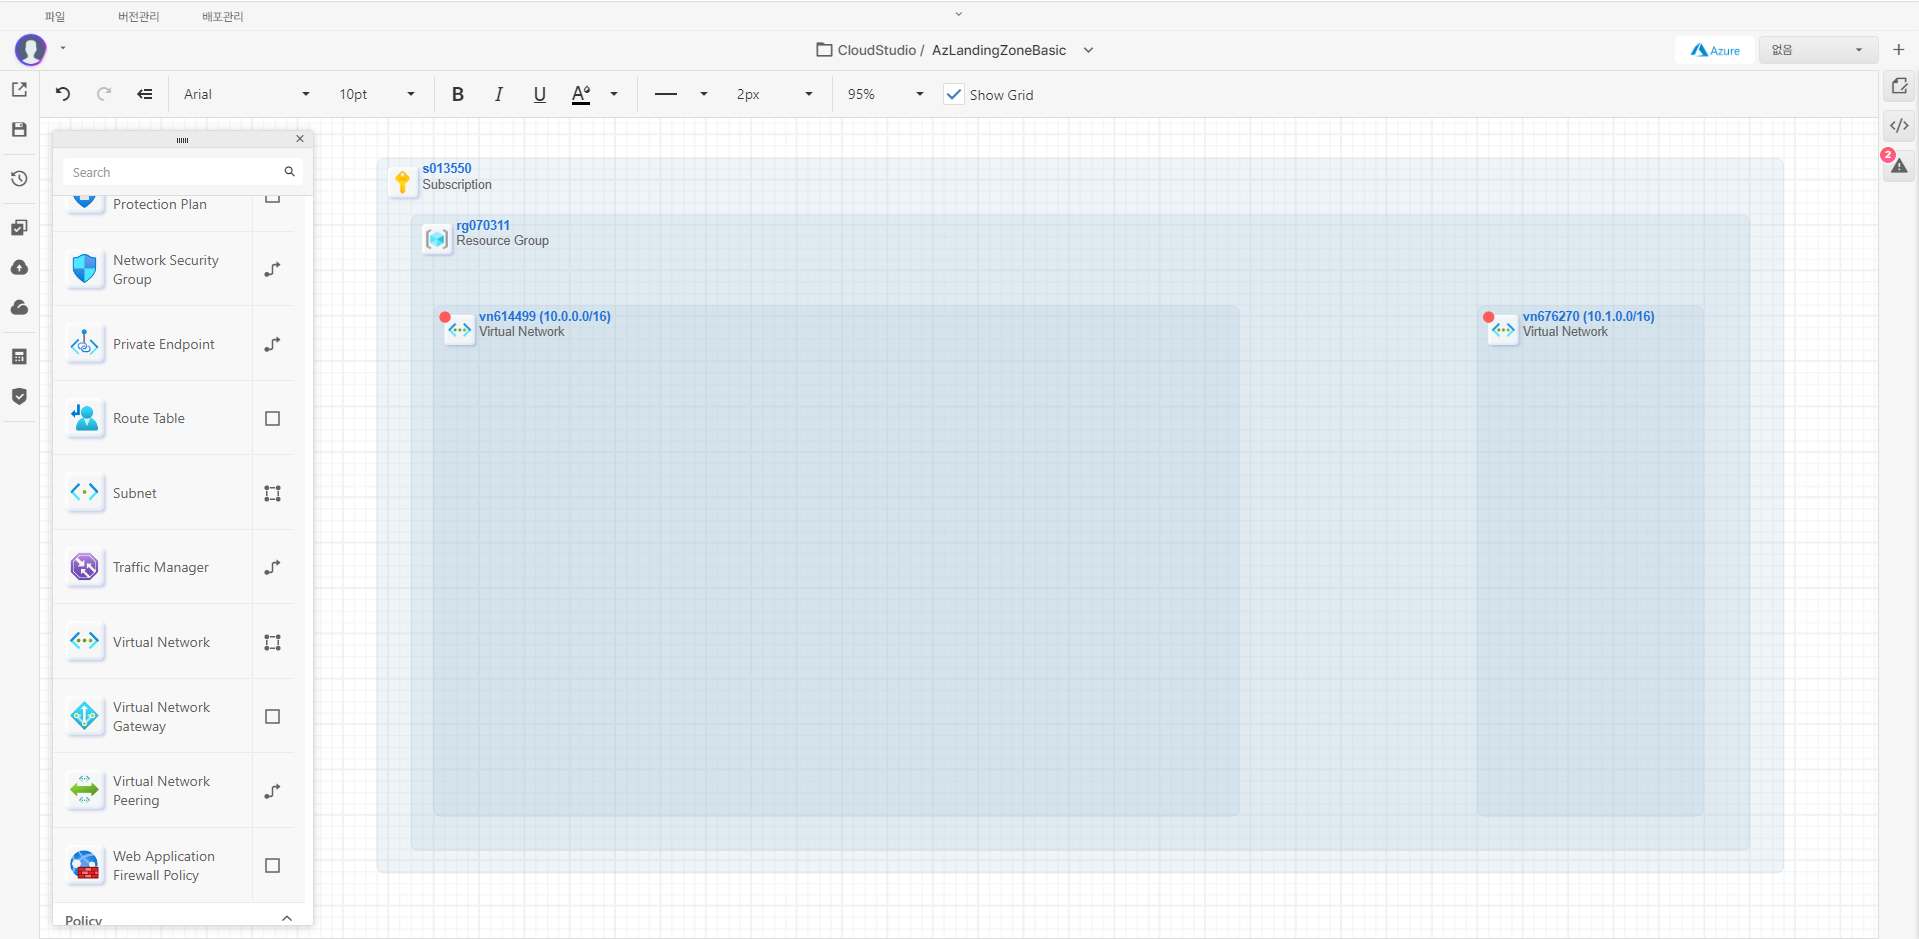 파일 버전관리 배포관리
CloudStudio / AzLandingZoneBasic
Azure 없음
Arial 10pt B I U A 2px 95% Show Grid
2
Search
Protection Plan
Network Security
Group
Private Endpoint
Route Table
Subnet
Traffic Manager
Virtual Network
Virtual Network
Gateway
Virtual Network
Peering
Web Application
Firewall Policy
Policy
s013550
Subscription
rg070311
Resource Group
vn614499 (10.0.0.0/16)
Virtual Network
vn676270 (10.1.0.0/16)
Virtual Network